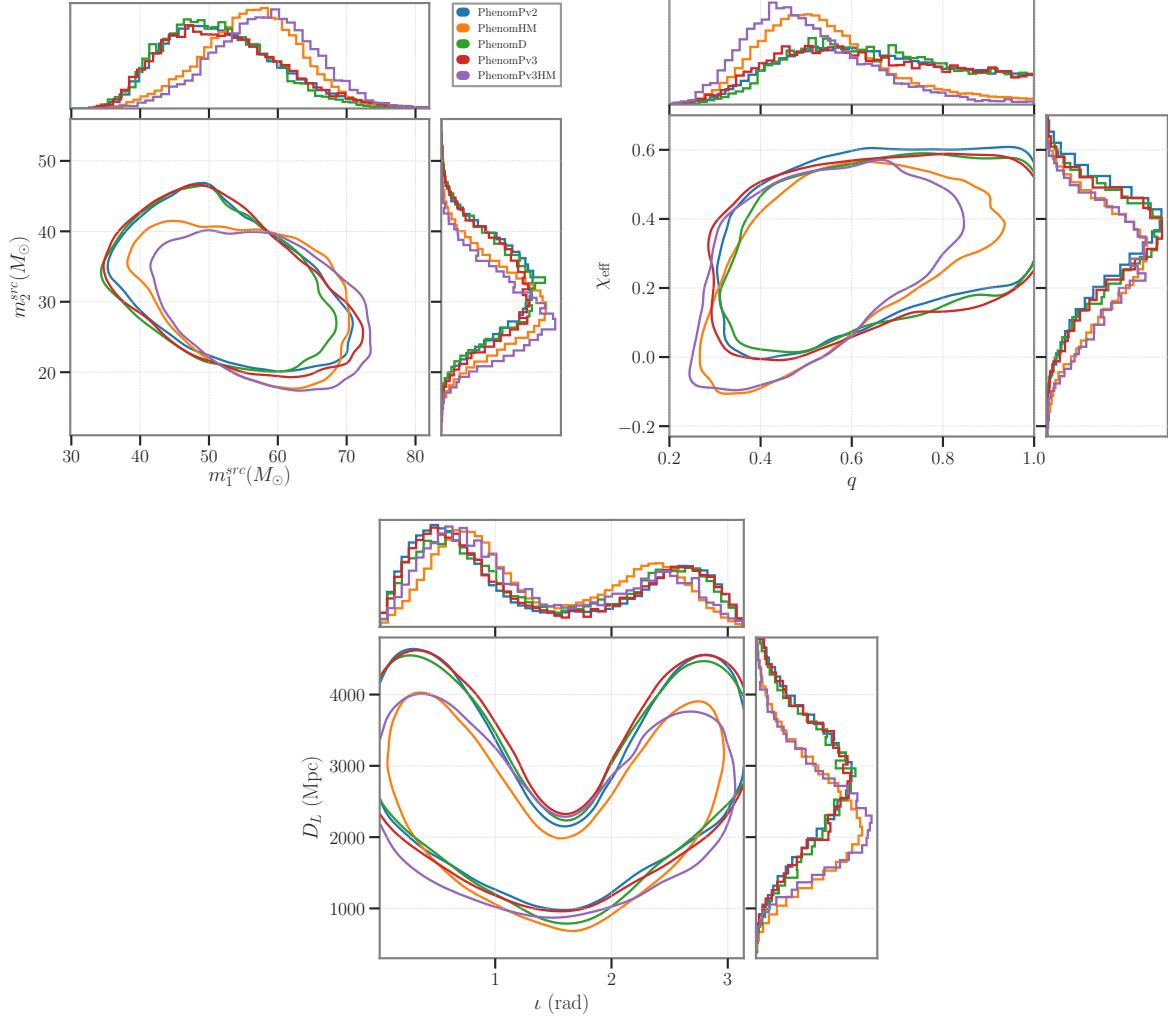 PhenomPv2
PhenomHM
PhenomD
PhenomPv3
PhenomPv3HM
50
40
30
20
m_2^{src}(M_⊙)
30 40 50 60 70 80
m_1^{src}(M_⊙)
0.6
0.4
0.2
0.0
−0.2
χ_eff
0.2 0.4 0.6 0.8 1.0
q
4000
3000
2000
1000
D_L (Mpc)
1 2 3
ι (rad)